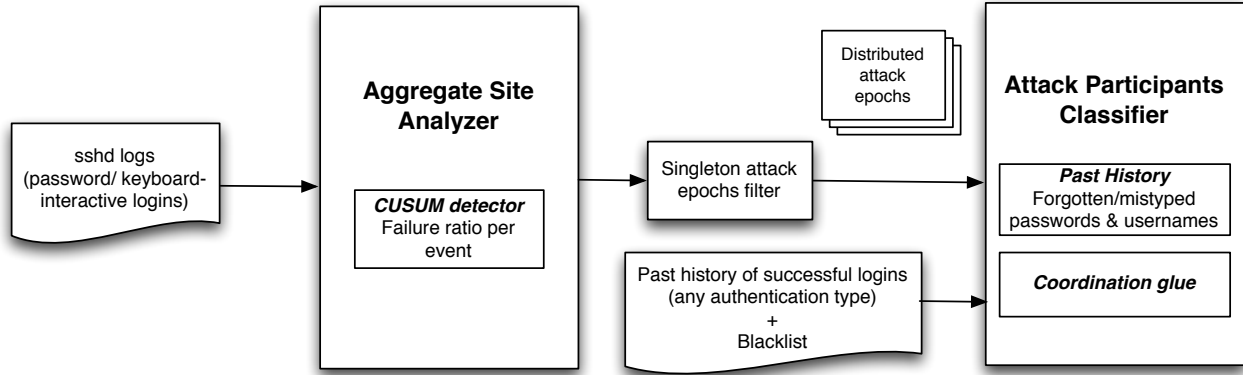 sshd logs
(password/ keyboard-
interactive logins)
Aggregate Site
Analyzer
CUSUM detector
Failure ratio per
event
Singleton attack
epochs filter
Distributed
attack
epochs
Past history of successful logins
(any authentication type)
+
Blacklist
Attack Participants
Classifier
Past History
Forgotten/mistyped
passwords & usernames
Coordination glue